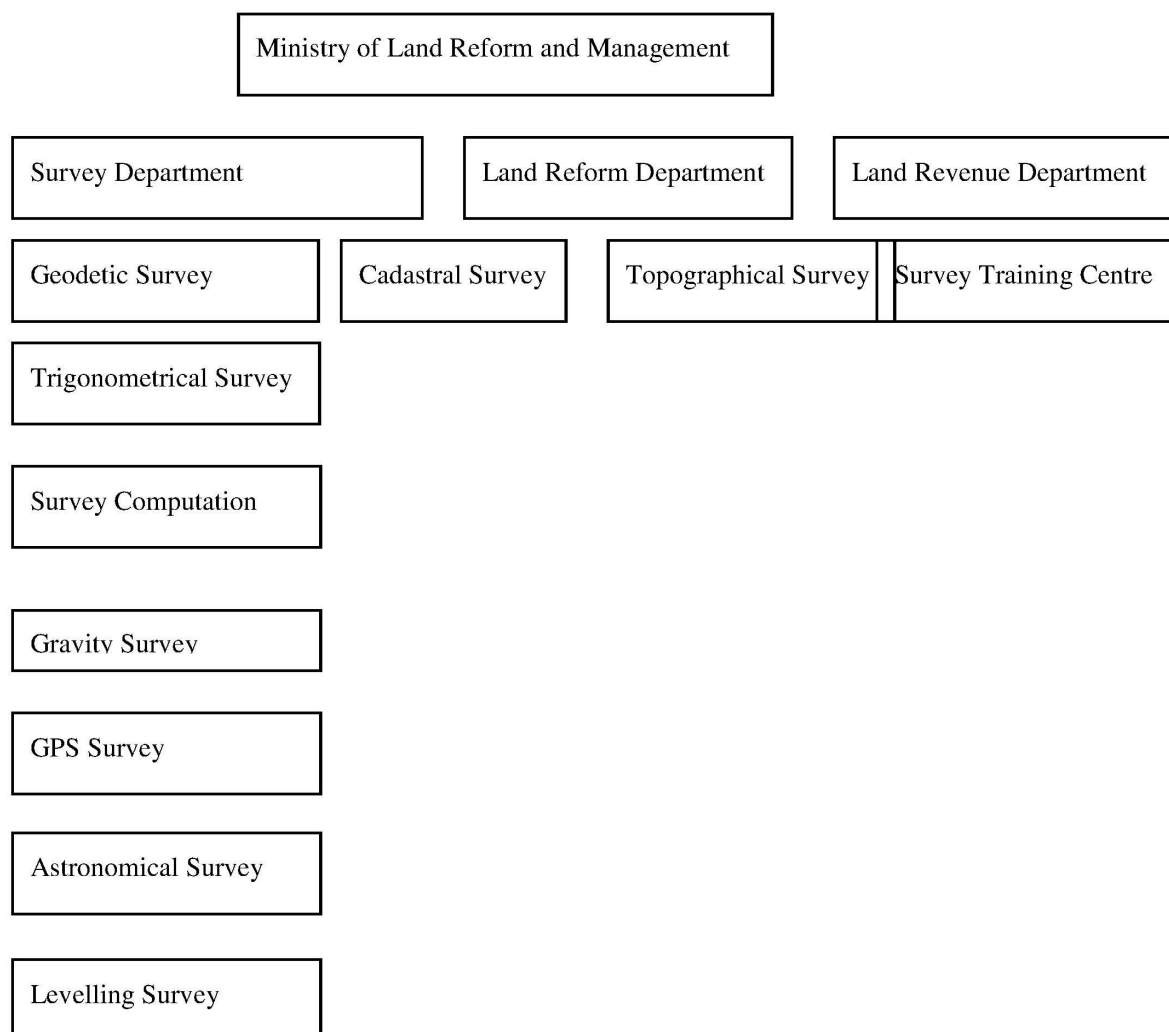 Ministry of Land Reform and Management
Survey Department
Land Reform Department
Land Revenue Department
Geodetic Survey
Cadastral Survey
Topographical Survey
Survey Training Centre
Trigonometrical Survey
Survey Computation
Gravity Survey
GPS Survey
Astronomical Survey
Levelling Survey